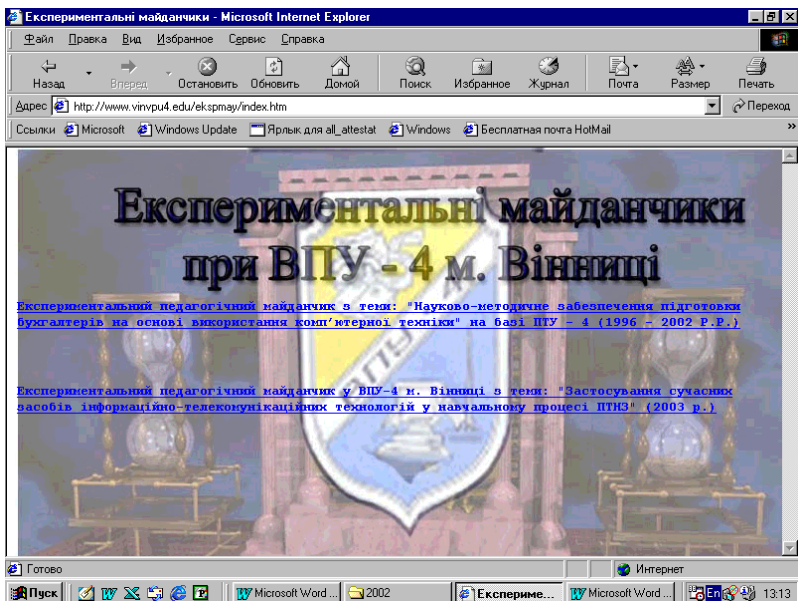 Експериментальні майданчики - Microsoft Internet Explorer
Файл Правка Вид Избранное Сервис Справка
Назад Вперед Остановить Обновить Домой Поиск Избранное Журнал Почта Размер Печать
Адрес http://www.vinvpu4.edu/ekspmay/index.htm Переход
Ссылки Microsoft Windows Update Ярлык для all_attestat Windows Бесплатная почта HotMail »
Експериментальні майданчики
при ВПУ - 4 м. Вінниці
Експериментальний педагогічний майданчик з теми: "Науково-методичне забезпечення підготовки
бухгалтерів на основі використання комп’ютерної техніки" на базі ПТУ - 4 (1996 - 2002 Р.Р.)
Експериментальний педагогічний майданчик у ВПУ-4 м. Вінниці з теми: "Застосування сучасних
засобів інформаційно-телекомунікаційних технологій у навчальному процесі ПТНЗ" (2003 р.)
ВПУ
Готово Интернет
Пуск Microsoft Word ... 2002 Експериме... Microsoft Word ... En 13:13